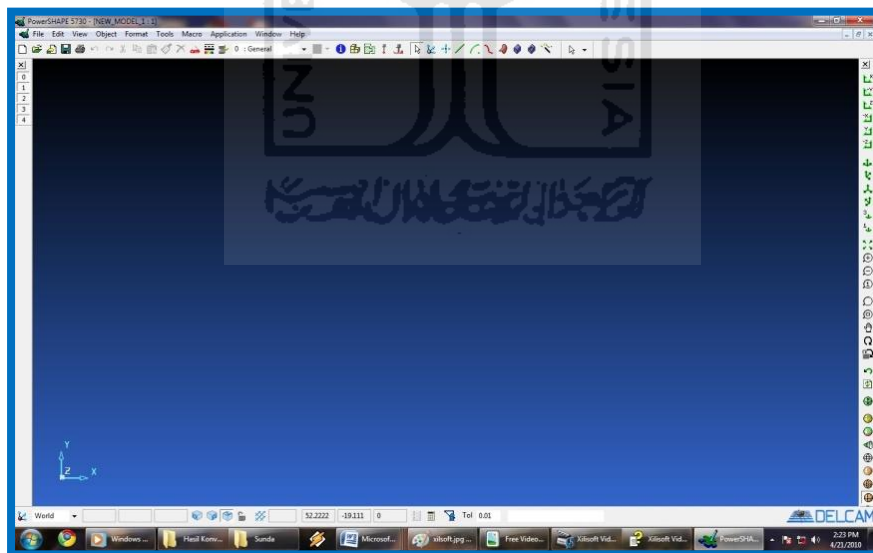 PowerSHAPE 5730 - [NEW_MODEL_1 : 1]
File Edit View Object Format Tools Macro Application Window Help
0 : General
0
1
2
3
4
Y
Z X
World
52.2222 -19.111 0
Tol 0.01
DELCAM
Windows ...
Hasil Konv...
Sunda
Microsof...
xilsoft.jpg ...
Free Video...
Xilisoft Vid...
Xilisoft Vid...
PowerSHA...
2:23 PM
4/21/2010